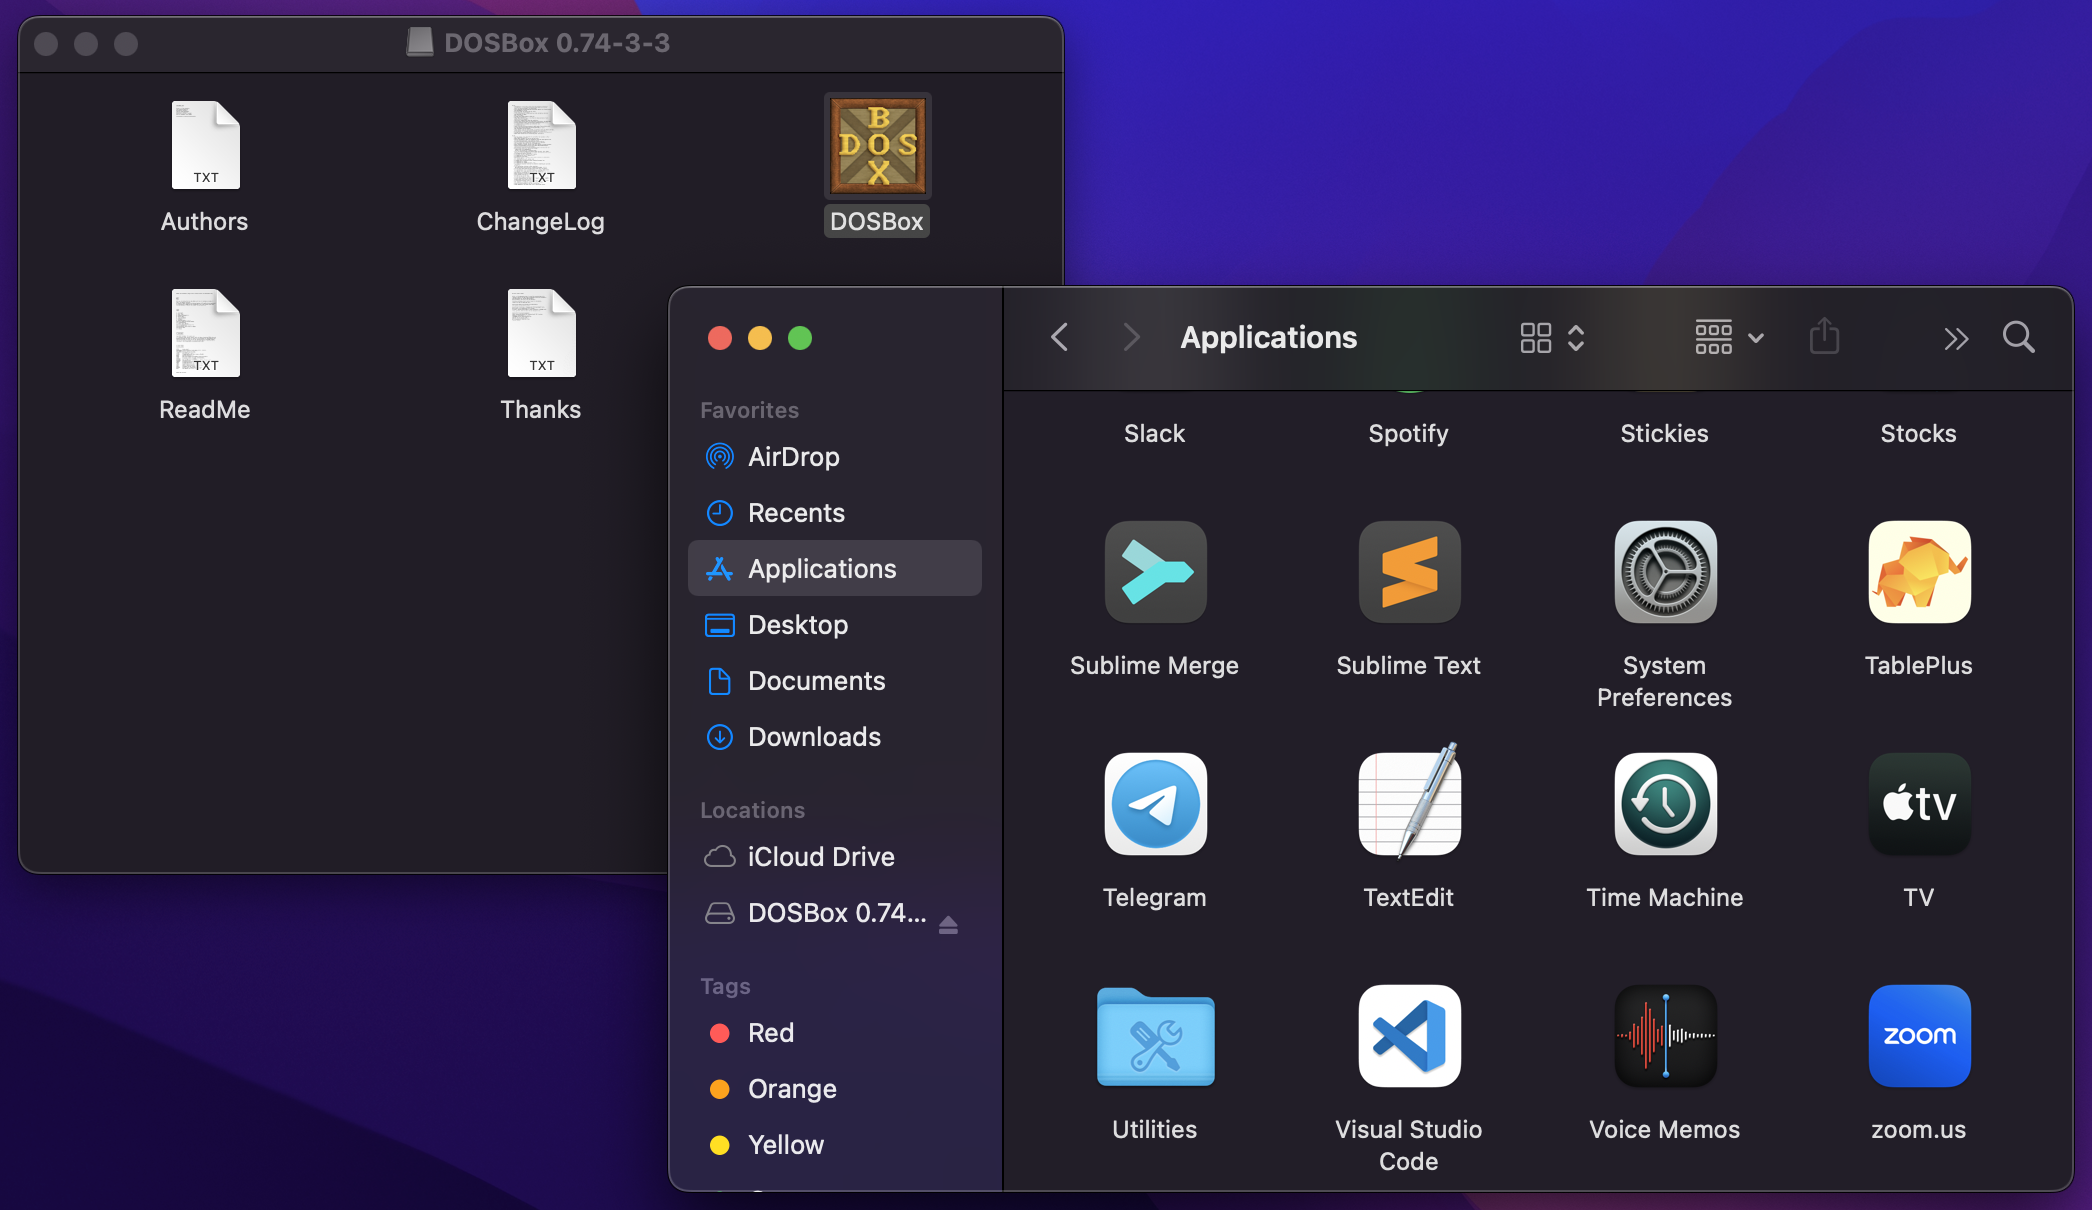 DOSBox 0.74-3-3
TXT
TXT
B
DOS
X
Authors
ChangeLog
DOSBox
TXT
TXT
ReadMe
Thanks
Applications
Favorites
AirDrop
Recents
Applications
Desktop
Documents
Downloads
Locations
iCloud Drive
DOSBox 0.74...
Tags
Red
Orange
Yellow
Slack
Spotify
Stickies
Stocks
Sublime Merge
Sublime Text
System
Preferences
TablePlus
tv
Telegram
TextEdit
Time Machine
TV
zoom
Utilities
Visual Studio
Code
Voice Memos
zoom.us